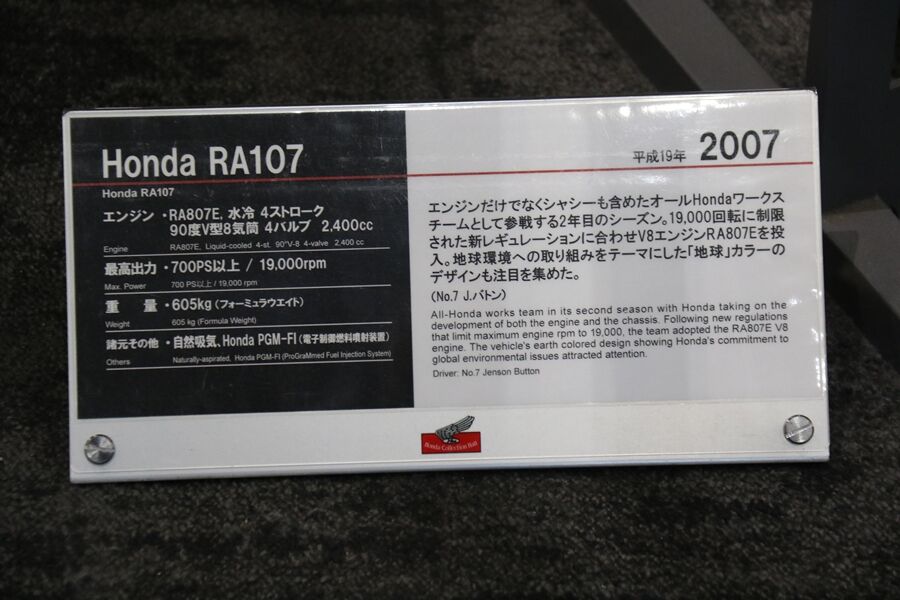 Honda RA107
Honda RA107
エンジン ・RA807E, 水冷 4ストローク
90度V型8気筒 4バルブ 2,400cc
Engine RA807E, Liquid-cooled 4-st. 90°V-8 4-valve 2,400 cc
最高出力 ・700PS以上 / 19,000rpm
Max. Power 700 PS以上 / 19,000 rpm
重 量 ・605kg (フォーミュラウエイト)
Weight 605 kg (Formula Weight)
諸元その他 ・自然吸気、Honda PGM-FI (電子制御燃料噴射装置)
Others Naturally-aspirated, Honda PGM-FI (ProGraMmed Fuel Injection System)
平成19年 2007
エンジンだけでなくシャシーも含めたオールHondaワークス
チームとして参戦する2年目のシーズン。19,000回転に制限
された新レギュレーションに合わせV8エンジンRA807Eを投
入。地球環境への取り組みをテーマにした「地球」カラーの
デザインも注目を集めた。
(No.7 J.バトン)
All-Honda works team in its second season with Honda taking on the
development of both the engine and the chassis. Following new regulations
that limit maximum engine rpm to 19,000, the team adopted the RA807E V8
engine. The vehicle's earth colored design showing Honda's commitment to
global environmental issues attracted attention.
Driver: No.7 Jenson Button
Honda Collection Hall